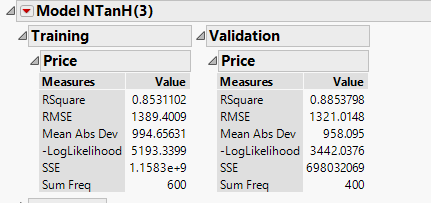 Model NTanH(3)
Training
Price
Measures Value
RSquare 0.8531102
RMSE 1389.4009
Mean Abs Dev 994.65631
-LogLikelihood 5193.3399
SSE 1.1583e+9
Sum Freq 600
Validation
Price
Measures Value
RSquare 0.8853798
RMSE 1321.0148
Mean Abs Dev 958.095
-LogLikelihood 3442.0376
SSE 698032069
Sum Freq 400